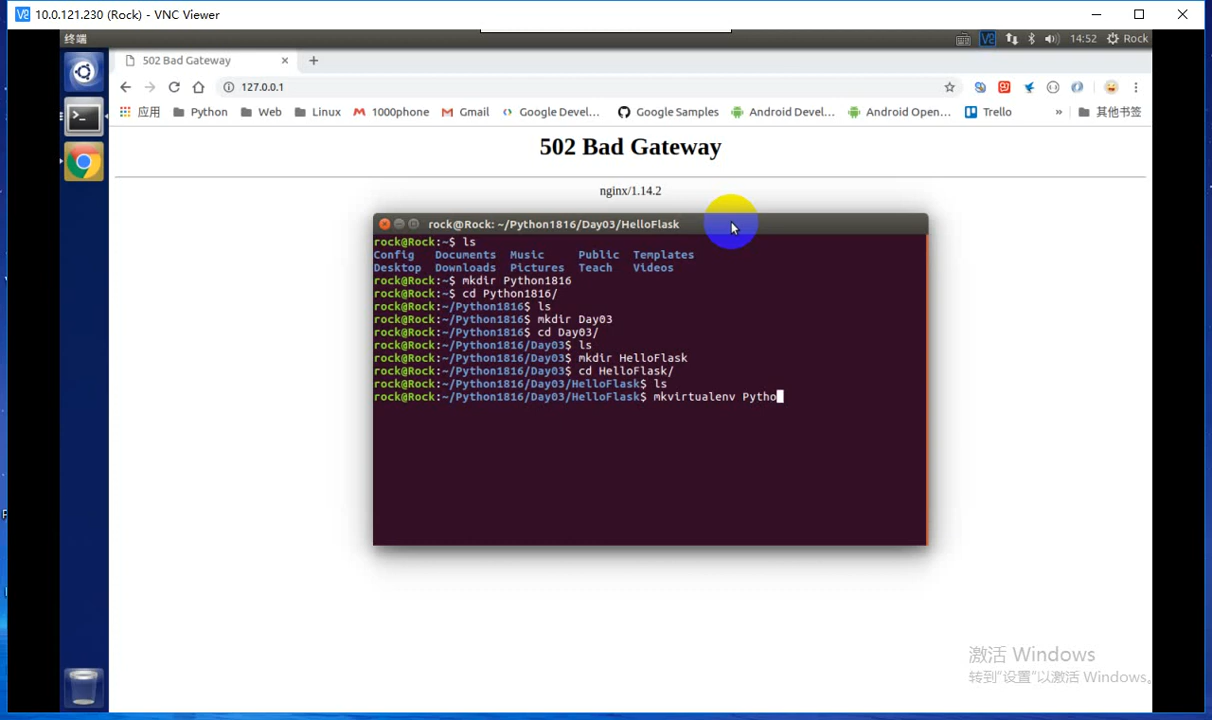 10.0.121.230 (Rock) - VNC Viewer
终端
14:52 Rock
502 Bad Gateway
127.0.0.1
应用 Python Web Linux 1000phone Gmail Google Devel... Google Samples Android Devel... Android Open... Trello » 其他书签
502 Bad Gateway
nginx/1.14.2
rock@Rock: ~/Python1816/Day03/HelloFlask
rock@Rock:~$ ls
Config Documents Music Public Templates
Desktop Downloads Pictures Teach Videos
rock@Rock:~$ mkdir Python1816
rock@Rock:~$ cd Python1816/
rock@Rock:~/Python1816$ ls
rock@Rock:~/Python1816$ mkdir Day03
rock@Rock:~/Python1816$ cd Day03/
rock@Rock:~/Python1816/Day03$ ls
rock@Rock:~/Python1816/Day03$ mkdir HelloFlask
rock@Rock:~/Python1816/Day03$ cd HelloFlask/
rock@Rock:~/Python1816/Day03/HelloFlask$ ls
rock@Rock:~/Python1816/Day03/HelloFlask$ mkvirtualenv Pytho
激活 Windows
转到“设置”以激活 Windows。